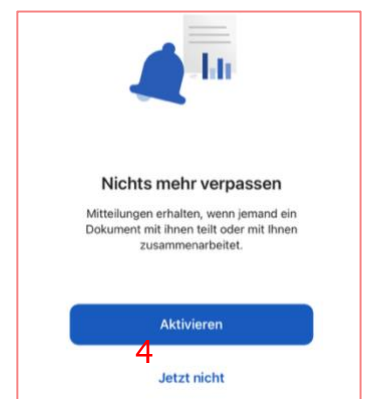 Nichts mehr verpassen
Mitteilungen erhalten, wenn jemand ein
Dokument mit ihnen teilt oder mit Ihnen
zusammenarbeitet.
Aktivieren
4
Jetzt nicht